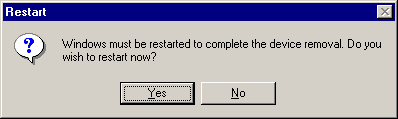 Restart
Windows must be restarted to complete the device removal. Do you
wish to restart now?
Yes No